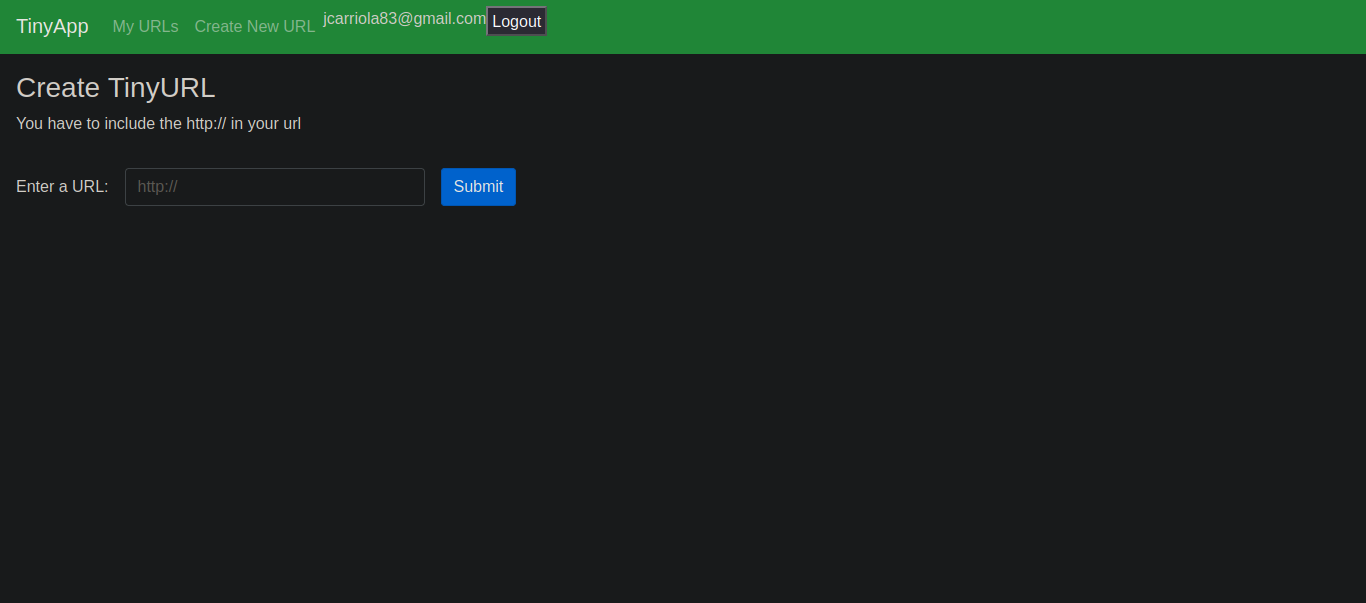 TinyApp My URLs Create New URL jcarriola83@gmail.com Logout
Create TinyURL
You have to include the http:// in your url
Enter a URL: http:// Submit